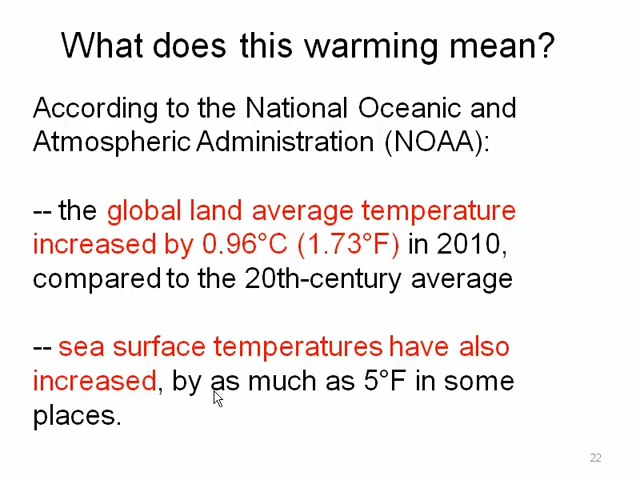 What does this warming mean?
According to the National Oceanic and
Atmospheric Administration (NOAA):
-- the global land average temperature
increased by 0.96°C (1.73°F) in 2010,
compared to the 20th-century average
-- sea surface temperatures have also
increased, by as much as 5°F in some
places.
22